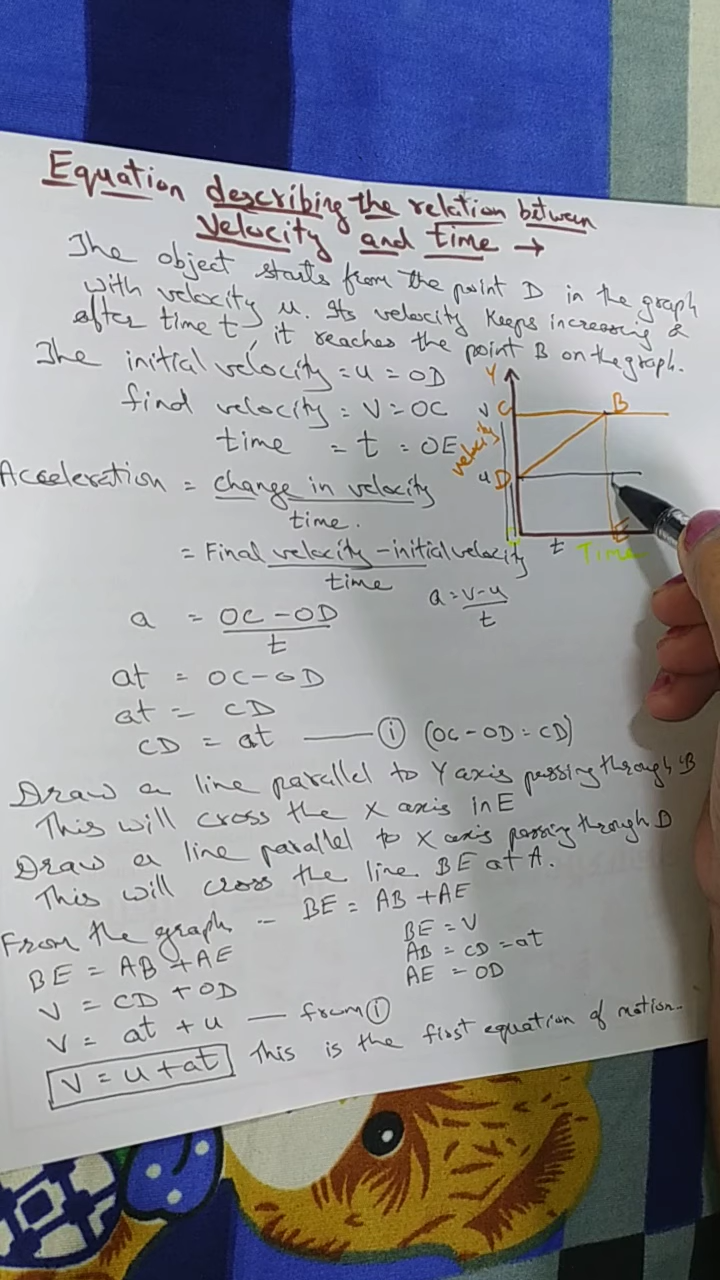 Equation describing the relation between
Velocity and time →
The object starts from the point D in the graph
with velocity u. Its velocity keeps increasing &
after time t, it reaches the point B on the graph.
The initial velocity = u = OD
find velocity = V = OC
time = t = OE
Acceleration = change in velocity
time.
= Final velocity - initial velocity
time
a = v-u
t
Y
v C B
velocity
u D
E
t Time
a = OC - OD
t
at = OC - OD
at = CD
CD = at —— (i) (OC - OD = CD)
Draw a line parallel to Y axis passing through B
This will cross the X axis in E
Draw a line parallel to X axis passing through D
This will cross the line BE at A.
From the graph - BE = AB + AE
BE = AB + AE
V = CD + OD
V = at + u — from (i)
V = u + at This is the first equation of motion.
BE = V
AB = CD = at
AE = OD